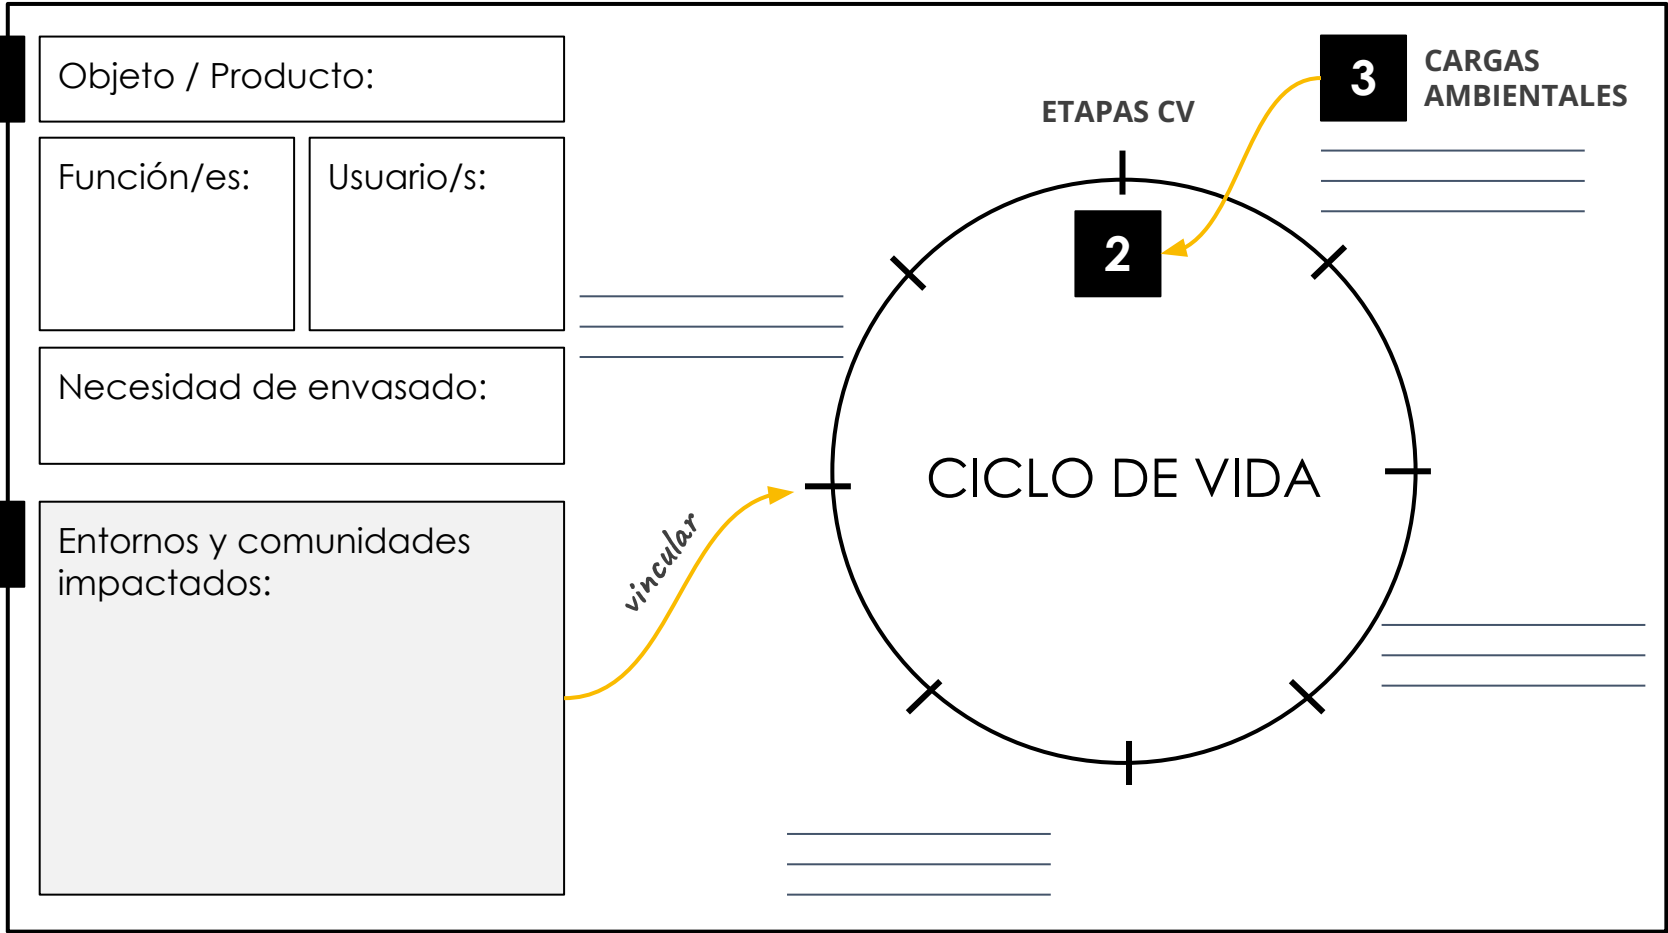 Objeto / Producto:
Función/es:
Usuario/s:
Necesidad de envasado:
Entornos y comunidades
impactados:
vincular
ETAPAS CV
2
3
CARGAS
AMBIENTALES
CICLO DE VIDA